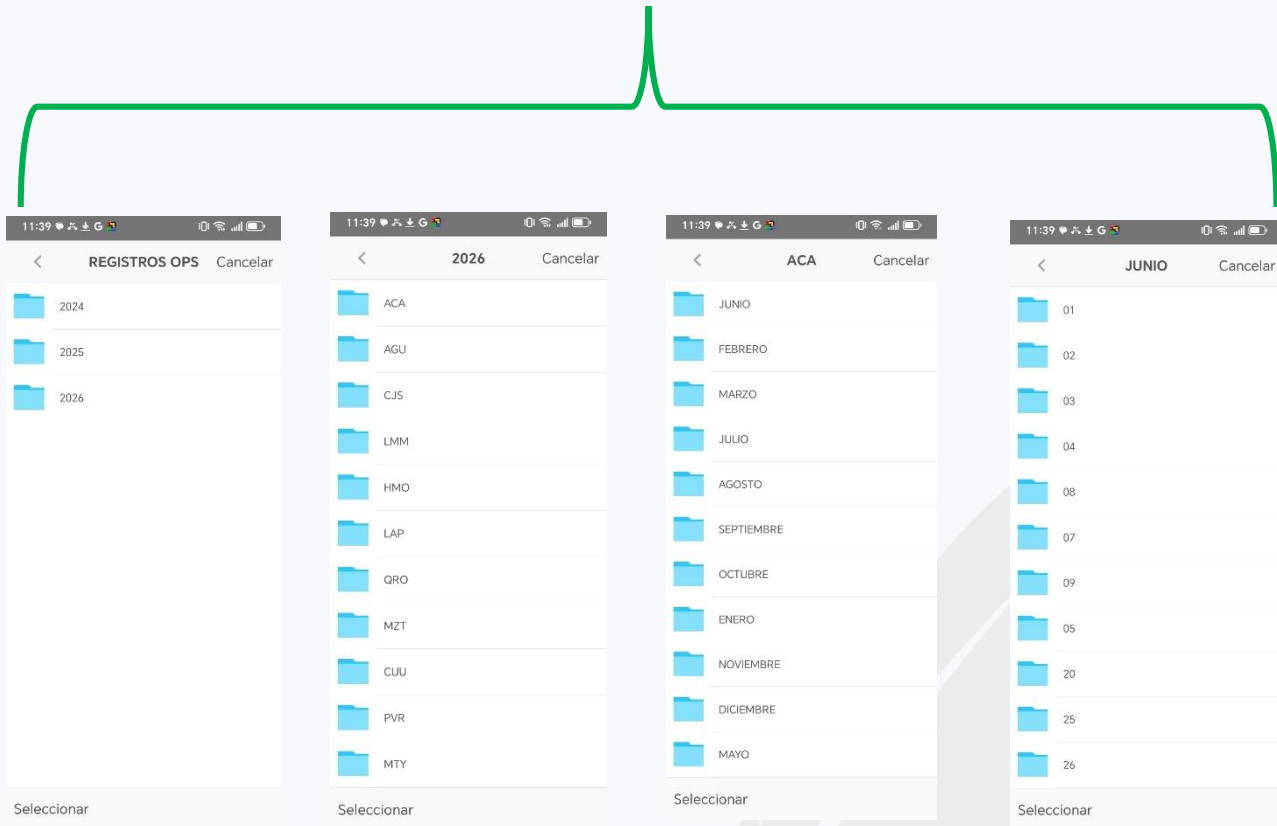 11:39 G
REGISTROS OPS Cancelar
2024
2025
2026
Seleccionar
11:39 G
2026 Cancelar
ACA
AGU
CJS
LMM
HMO
LAP
QRO
MZT
CUU
PVR
MTY
Seleccionar
11:39 G
ACA Cancelar
JUNIO
FEBRERO
MARZO
JULIO
AGOSTO
SEPTIEMBRE
OCTUBRE
ENERO
NOVIEMBRE
DICIEMBRE
MAYO
Seleccionar
11:39 G
JUNIO Cancelar
01
02
03
04
08
07
09
05
20
25
26
Seleccionar